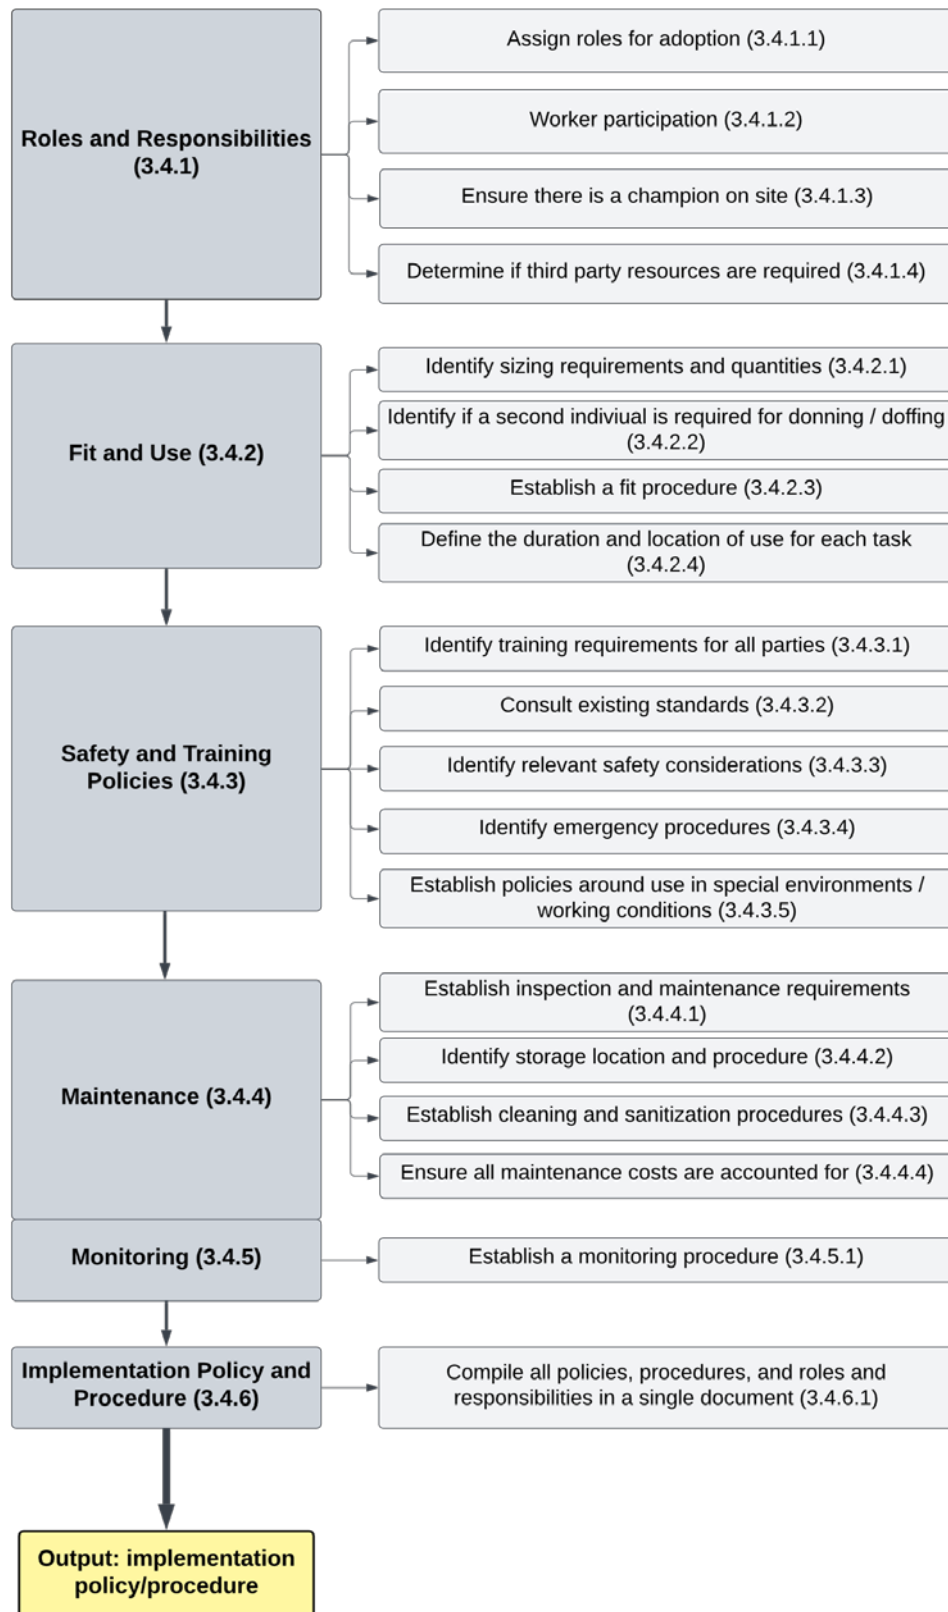 Roles and Responsibilities
(3.4.1)
Assign roles for adoption (3.4.1.1)
Worker participation (3.4.1.2)
Ensure there is a champion on site (3.4.1.3)
Determine if third party resources are required (3.4.1.4)
Fit and Use (3.4.2)
Identify sizing requirements and quantities (3.4.2.1)
Identify if a second indiviual is required for donning / doffing
(3.4.2.2)
Establish a fit procedure (3.4.2.3)
Define the duration and location of use for each task
(3.4.2.4)
Safety and Training
Policies (3.4.3)
Identify training requirements for all parties (3.4.3.1)
Consult existing standards (3.4.3.2)
Identify relevant safety considerations (3.4.3.3)
Identify emergency procedures (3.4.3.4)
Establish policies around use in special environments /
working conditions (3.4.3.5)
Maintenance (3.4.4)
Establish inspection and maintenance requirements
(3.4.4.1)
Identify storage location and procedure (3.4.4.2)
Establish cleaning and sanitization procedures (3.4.4.3)
Ensure all maintenance costs are accounted for (3.4.4.4)
Monitoring (3.4.5)
Establish a monitoring procedure (3.4.5.1)
Implementation Policy and
Procedure (3.4.6)
Compile all policies, procedures, and roles and
responsibilities in a single document (3.4.6.1)
Output: implementation
policy/procedure